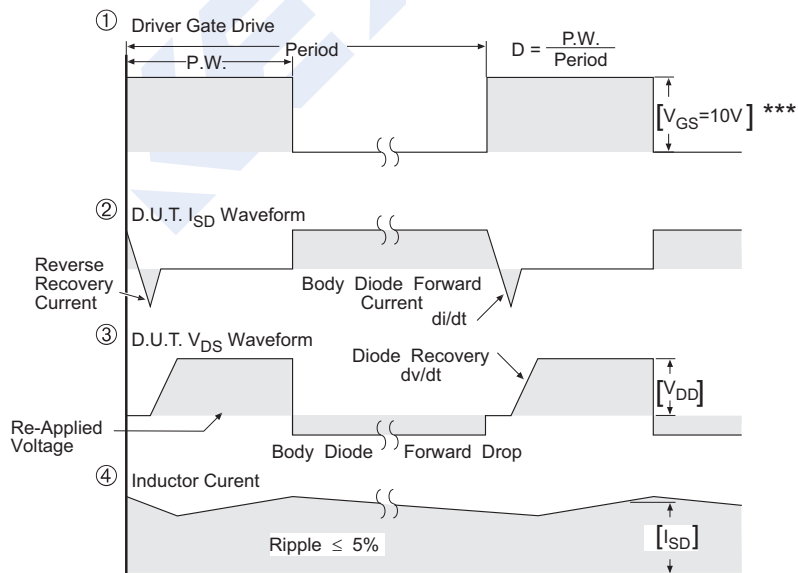 ① Driver Gate Drive
Period
P.W.
D = P.W. / Period
[VGS=10V] ***
② D.U.T. ISD Waveform
Reverse
Recovery
Current
Body Diode Forward
Current
di/dt
③ D.U.T. VDS Waveform
Diode Recovery
dv/dt
[VDD]
Re-Applied
Voltage
Body Diode Forward Drop
④ Inductor Curent
Ripple ≤ 5%
[ISD]